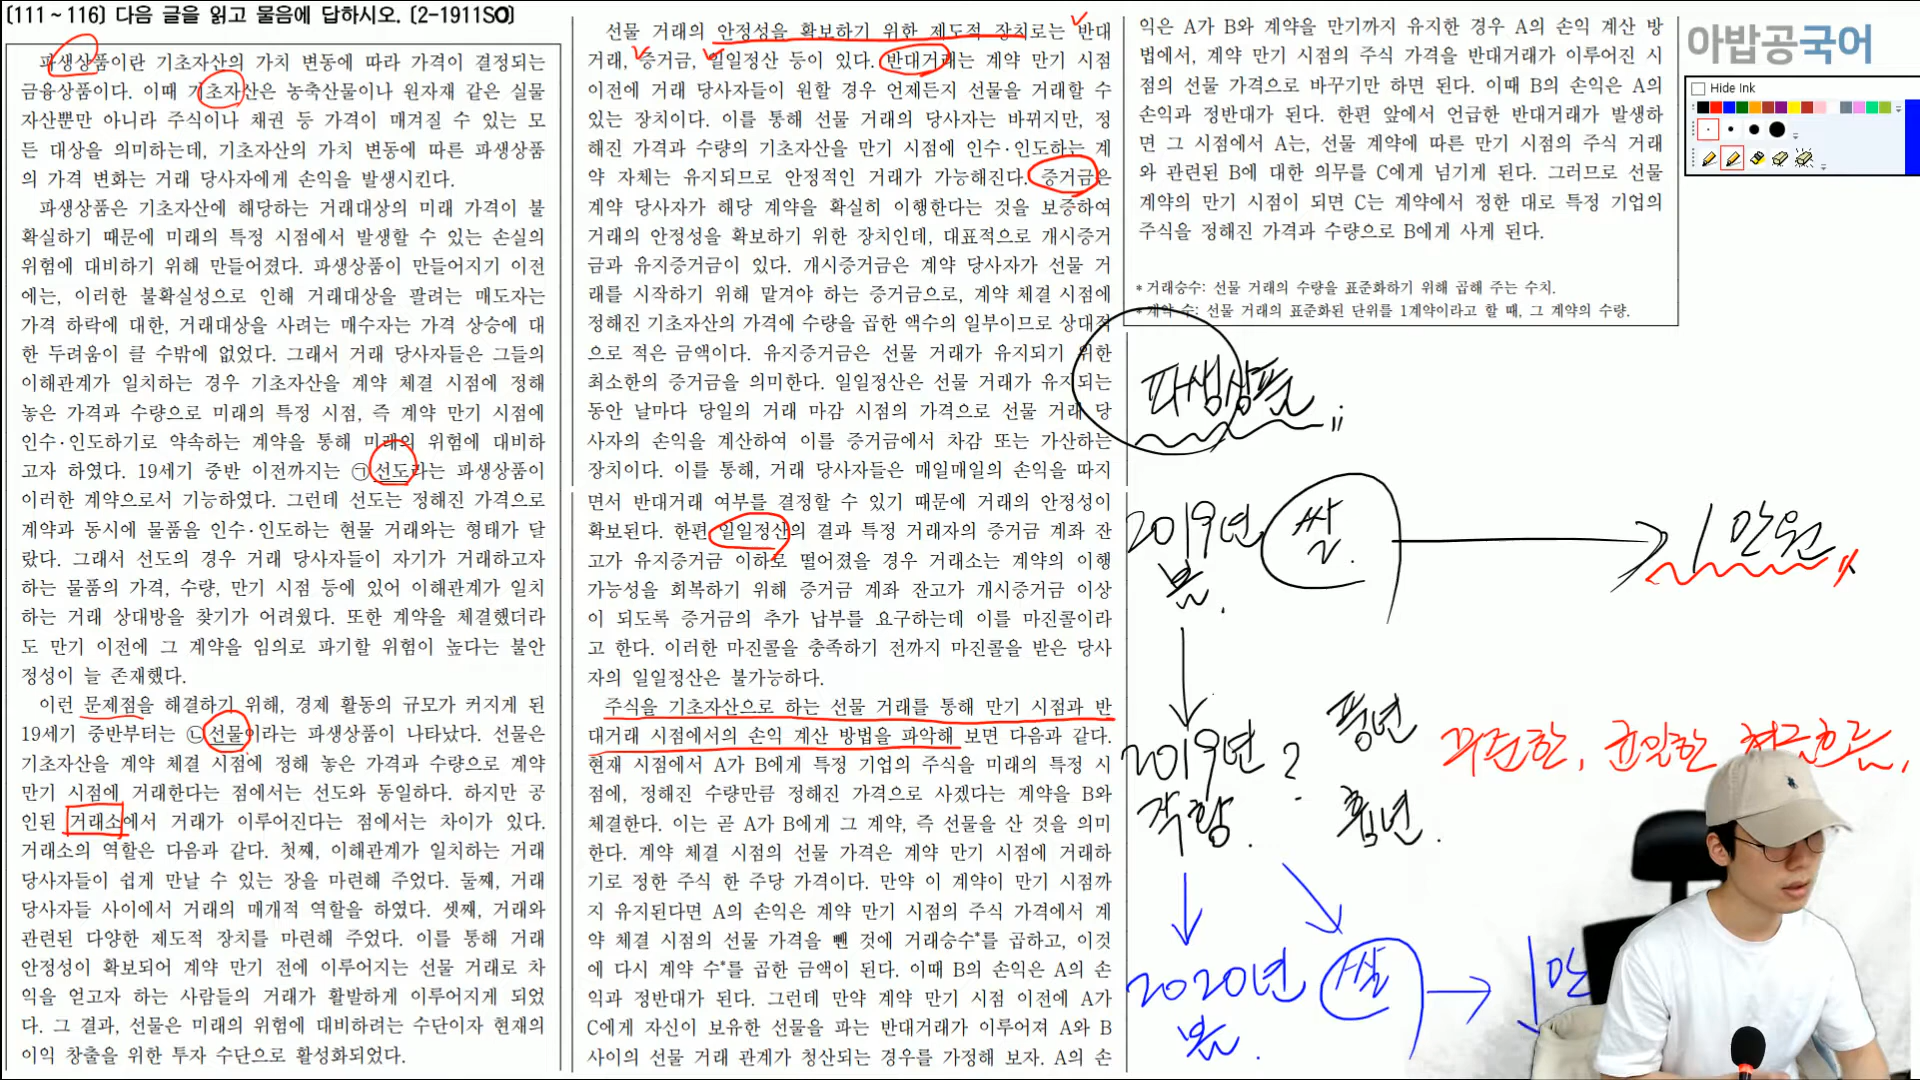 [111 ~ 116] 다음 글을 읽고 물음에 답하시오. [2-1911SO]
파생상품이란 기초자산의 가치 변동에 따라 가격이 결정되는
금융상품이다. 이때 기초자산은 농축산물이나 원자재 같은 실물
자산뿐만 아니라 주식이나 채권 등 가격이 매겨질 수 있는 모
든 대상을 의미하는데, 기초자산의 가치 변동에 따른 파생상품
의 가격 변화는 거래 당사자에게 손익을 발생시킨다.
파생상품은 기초자산에 해당하는 거래대상의 미래 가격이 불
확실하기 때문에 미래의 특정 시점에서 발생할 수 있는 손실의
위험에 대비하기 위해 만들어졌다. 파생상품이 만들어지기 이전
에는, 이러한 불확실성으로 인해 거래대상을 팔려는 매도자는
가격 하락에 대한, 거래대상을 사려는 매수자는 가격 상승에 대
한 두려움이 클 수밖에 없었다. 그래서 거래 당사자들은 그들의
이해관계가 일치하는 경우 기초자산을 계약 체결 시점에 정해
놓은 가격과 수량으로 미래의 특정 시점, 즉 계약 만기 시점에
인수·인도하기로 약속하는 계약을 통해 미래의 위험에 대비하
고자 하였다. 19세기 중반 이전까지는 ㉠선도라는 파생상품이
이러한 계약으로서 기능하였다. 그런데 선도는 정해진 가격으로
계약과 동시에 물품을 인수·인도하는 현물 거래와는 형태가 달
랐다. 그래서 선도의 경우 거래 당사자들이 자기가 거래하고자
하는 물품의 가격, 수량, 만기 시점 등에 있어 이해관계가 일치
하는 거래 상대방을 찾기가 어려웠다. 또한 계약을 체결했더라
도 만기 이전에 그 계약을 임의로 파기할 위험이 높다는 불안
정성이 늘 존재했다.
이런 문제점을 해결하기 위해, 경제 활동의 규모가 커지게 된
19세기 중반부터는 ㉡선물이라는 파생상품이 나타났다. 선물은
기초자산을 계약 체결 시점에 정해 놓은 가격과 수량으로 계약
만기 시점에 거래한다는 점에서는 선도와 동일하다. 하지만 공
인된 거래소에서 거래가 이루어진다는 점에서는 차이가 있다.
거래소의 역할은 다음과 같다. 첫째, 이해관계가 일치하는 거래
당사자들이 쉽게 만날 수 있는 장을 마련해 주었다. 둘째, 거래
당사자들 사이에서 거래의 매개적 역할을 하였다. 셋째, 거래와
관련된 다양한 제도적 장치를 마련해 주었다. 이를 통해 거래
안정성이 확보되어 계약 만기 전에 이루어지는 선물 거래로 차
익을 얻고자 하는 사람들의 거래가 활발하게 이루어지게 되었
다. 그 결과, 선물은 미래의 위험에 대비하려는 수단이자 현재의
이익 창출을 위한 투자 수단으로 활성화되었다.
선물 거래의 안정성을 확보하기 위한 제도적 장치로는 반대
거래, 증거금, 일일정산 등이 있다. 반대거래는 계약 만기 시점
이전에 거래 당사자들이 원할 경우 언제든지 선물을 거래할 수
있는 장치이다. 이를 통해 선물 거래의 당사자는 바뀌지만, 정
해진 가격과 수량의 기초자산을 만기 시점에 인수·인도하는 계
약 자체는 유지되므로 안정적인 거래가 가능해진다. 증거금은
계약 당사자가 해당 계약을 확실히 이행한다는 것을 보증하여
거래의 안정성을 확보하기 위한 장치인데, 대표적으로 개시증거
금과 유지증거금이 있다. 개시증거금은 계약 당사자가 선물 거
래를 시작하기 위해 맡겨야 하는 증거금으로, 계약 체결 시점에
정해진 기초자산의 가격에 수량을 곱한 액수의 일부이므로 상대적
으로 적은 금액이다. 유지증거금은 선물 거래가 유지되기 위한
최소한의 증거금을 의미한다. 일일정산은 선물 거래가 유지되는
동안 날마다 당일의 거래 마감 시점의 가격으로 선물 거래 당
사자의 손익을 계산하여 이를 증거금에서 차감 또는 가산하는
장치이다. 이를 통해, 거래 당사자들은 매일매일의 손익을 따지
면서 반대거래 여부를 결정할 수 있기 때문에 거래의 안정성이
확보된다. 한편 일일정산의 결과 특정 거래자의 증거금 계좌 잔
고가 유지증거금 이하로 떨어졌을 경우 거래소는 계약의 이행
가능성을 회복하기 위해 증거금 계좌 잔고가 개시증거금 이상
이 되도록 증거금의 추가 납부를 요구하는데 이를 마진콜이라
고 한다. 이러한 마진콜을 충족하기 전까지 마진콜을 받은 당사
자의 일일정산은 불가능하다.
주식을 기초자산으로 하는 선물 거래를 통해 만기 시점과 반
대거래 시점에서의 손익 계산 방법을 파악해 보면 다음과 같다.
현재 시점에서 A가 B에게 특정 기업의 주식을 미래의 특정 시
점에, 정해진 수량만큼 정해진 가격으로 사겠다는 계약을 B와
체결한다. 이는 곧 A가 B에게 그 계약, 즉 선물을 산 것을 의미
한다. 계약 체결 시점의 선물 가격은 계약 만기 시점에 거래하
기로 정한 주식 한 주당 가격이다. 만약 이 계약이 만기 시점까
지 유지된다면 A의 손익은 계약 만기 시점의 주식 가격에서 계
약 체결 시점의 선물 가격을 뺀 것에 거래승수*를 곱하고, 이것
에 다시 계약 수*를 곱한 금액이 된다. 이때 B의 손익은 A의 손
익과 정반대가 된다. 그런데 만약 계약 만기 시점 이전에 A가
C에게 자신이 보유한 선물을 파는 반대거래가 이루어져 A와 B
사이의 선물 거래 관계가 청산되는 경우를 가정해 보자. A의 손
익은 A가 B와 계약을 만기까지 유지한 경우 A의 손익 계산 방
법에서, 계약 만기 시점의 주식 가격을 반대거래가 이루어진 시
점의 선물 가격으로 바꾸기만 하면 된다. 이때 B의 손익은 A의
손익과 정반대가 된다. 한편 앞에서 언급한 반대거래가 발생하
면 그 시점에서 A는, 선물 계약에 따른 만기 시점의 주식 거래
와 관련된 B에 대한 의무를 C에게 넘기게 된다. 그러므로 선물
계약의 만기 시점이 되면 C는 계약에서 정한 대로 특정 기업의
주식을 정해진 가격과 수량으로 B에게 사게 된다.
* 거래승수: 선물 거래의 수량을 표준화하기 위해 곱해 주는 수치.
* 계약 수: 선물 거래의 표준화된 단위를 1계약이라고 할 때, 그 계약의 수량.
아밥공국어
Hide Ink
파생상품
2019년 쌀. 1만원
봄.
2019년 ? 풍년
흉년.
꾸준한, 균일한
2020년 쌀 1만
봄.